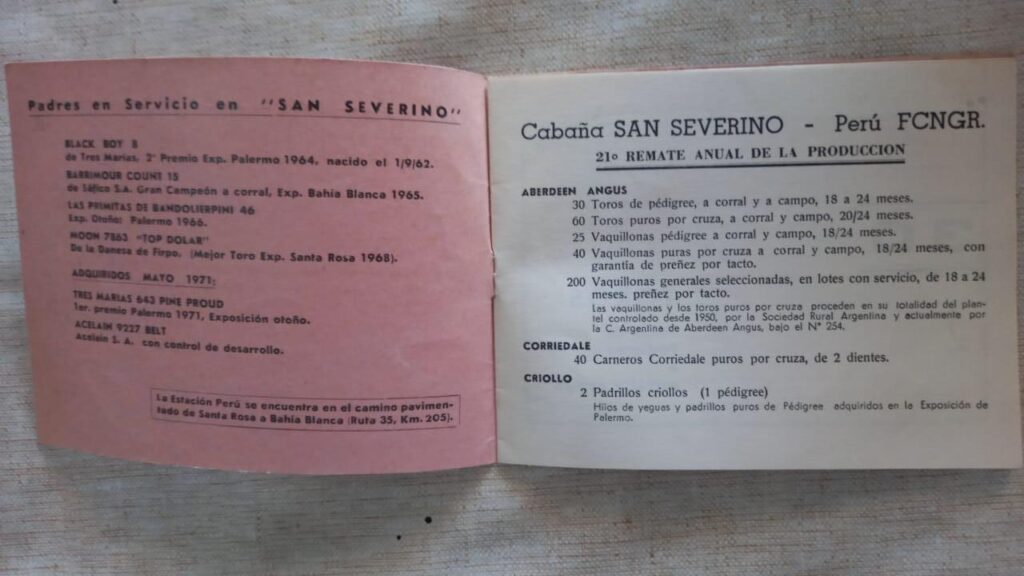 Padres en Servicio en "SAN SEVERINO"
BLACK BOY 8
de Tres Marías. 2º Premio Exp. Palermo 1964, nacido el 1/9/62.
BARRIMOUR COUNT 15
de Sáfico S.A. Gran Campeón a corral, Exp. Bahía Blanca 1965.
LAS PRIMITAS DE BANDOLIERPINI 46
Exp. Otoño: Palermo 1966.
MOON 7863 "TOP DOLAR"
De la Danesa de Firpo. (Mejor Toro Exp. Santa Rosa 1968).
ADQUIRIDOS MAYO 1971:
TRES MARIAS 643 PINE PROUD
1er. premio Palermo 1971, Exposición otoño.
ACELAIN 9227 BELT
Acelain S. A. con control de desarrollo.
La Estación Perú se encuentra en el camino pavimen-
tado de Santa Rosa a Bahía Blanca (Ruta 35, Km. 205).
Cabaña SAN SEVERINO - Perú FCNGR.
21º REMATE ANUAL DE LA PRODUCCION
ABERDEEN ANGUS
30 Toros de pédigree, a corral y a campo, 18 a 24 meses.
60 Toros puros por cruza, a corral y campo, 20/24 meses.
25 Vaquillonas pédigree a corral y campo, 18/24 meses.
40 Vaquillonas puras por cruza a corral y campo, 18/24 meses, con
garantía de preñez por tacto.
200 Vaquillonas generales seleccionadas, en lotes con servicio, de 18 a 24
meses. preñez por tacto.
Las vaquillonas y los toros puros por cruza proceden en su totalidad del plan-
tel controlado desde 1950, por la Sociedad Rural Argentina y actualmente por
la C. Argentina de Aberdeen Angus, bajo el Nº 254.
CORRIEDALE
40 Carneros Corriedale puros por cruza, de 2 dientes.
CRIOLLO
2 Padrillos criollos (1 pédigree)
Hijos de yeguas y padrillos puros de Pédigree adquiridos en la Exposición de
Palermo.